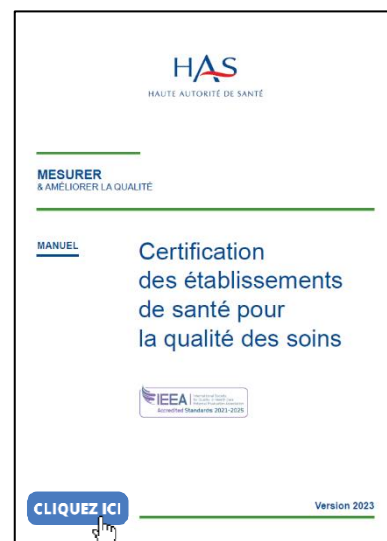 HAS
HAUTE AUTORITÉ DE SANTÉ
MESURER
& AMÉLIORER LA QUALITÉ
MANUEL
Certification
des établissements
de santé pour
la qualité des soins
IEEA
Accredited Standards 2021-2025
CLIQUEZ ICI
Version 2023